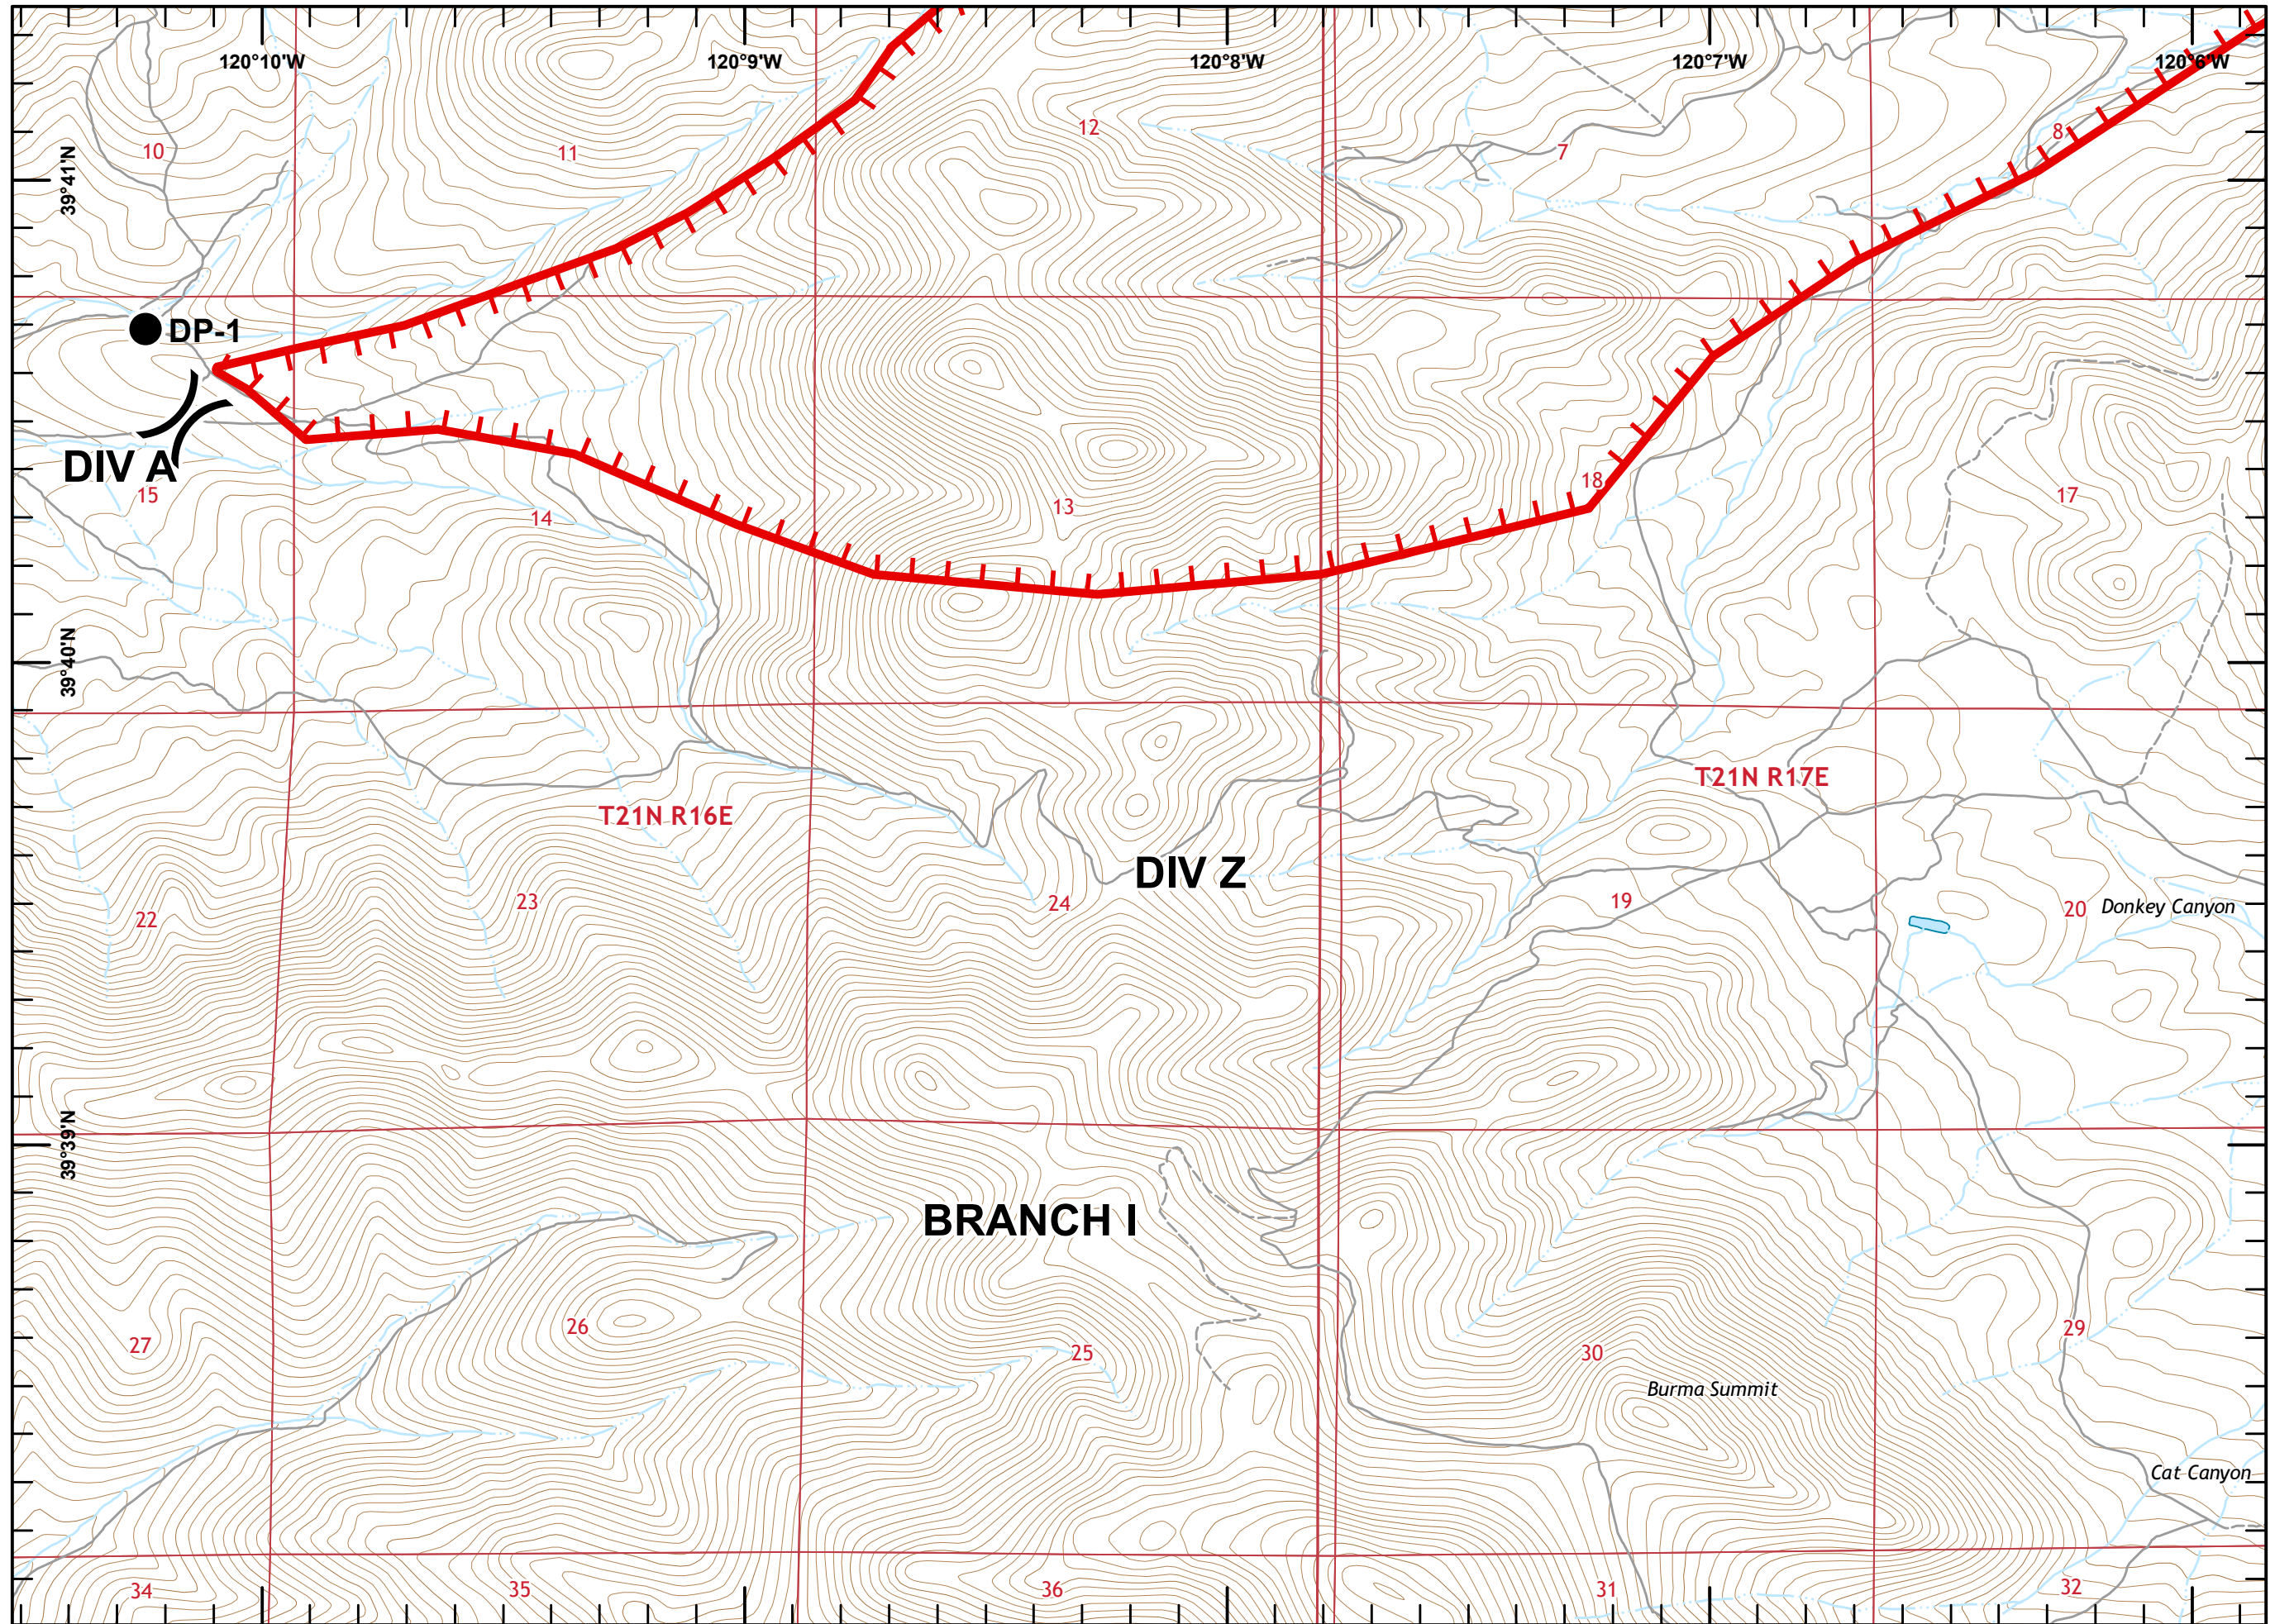 120°10'W
120°9'W
120°8'W
120°7'W
120°6'W
10
11
12
7
8
39°41'N
DP-1
DIV A
15
14
13
18
17
39°40'N
T21N R16E
T21N R17E
DIV Z
22
23
24
19
20
Donkey Canyon
39°39'N
BRANCH I
27
26
25
30
29
Burma Summit
Cat Canyon
34
35
36
31
32